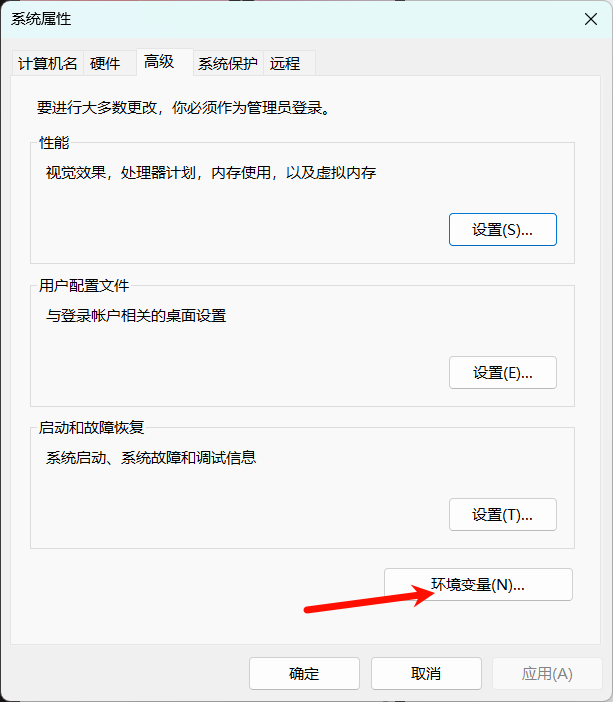 系统属性
计算机名 硬件 高级 系统保护 远程
要进行大多数更改，你必须作为管理员登录。
性能
视觉效果，处理器计划，内存使用，以及虚拟内存
设置(S)...
用户配置文件
与登录帐户相关的桌面设置
设置(E)...
启动和故障恢复
系统启动、系统故障和调试信息
设置(T)...
环境变量(N)...
确定 取消 应用(A)